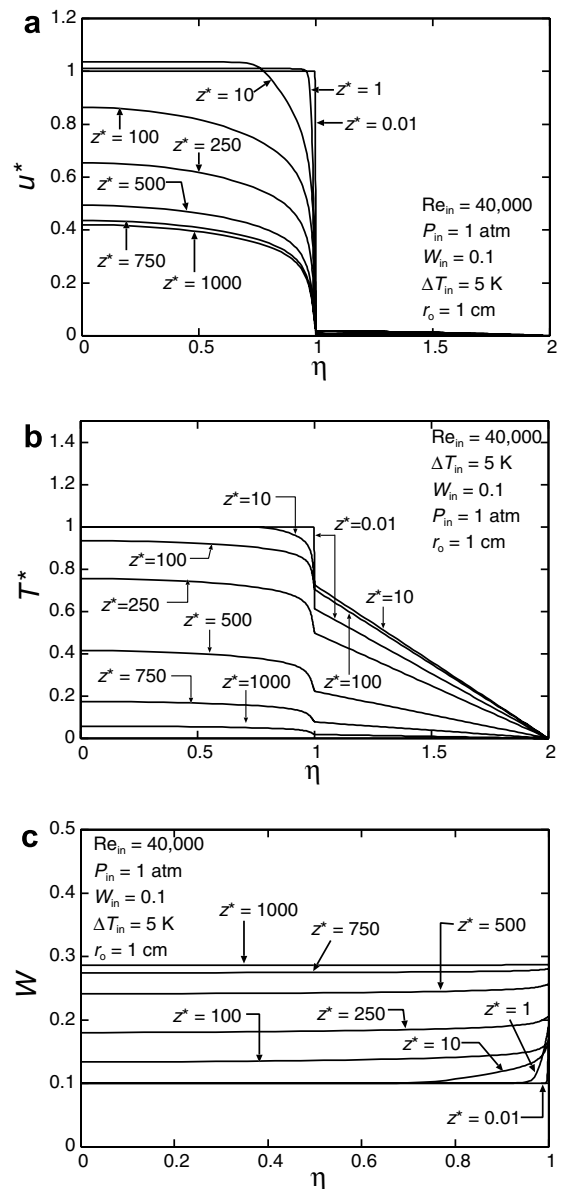 a
1.2
1
0.8
0.6
0.4
0.2
0
u*
z* = 10
z* = 1
z* = 0.01
z* = 100
z* = 250
z* = 500
z* = 750
z* = 1000
Re_in = 40,000
P_in = 1 atm
W_in = 0.1
ΔT_in = 5 K
r_o = 1 cm
0 0.5 1 1.5 2
η
b
1.4
1.2
1
0.8
0.6
0.4
0.2
0
T*
Re_in = 40,000
ΔT_in = 5 K
W_in = 0.1
P_in = 1 atm
r_o = 1 cm
z*=10
z*=0.01
z*=100
z*=10
z*=250
z* = 500
z* = 750
z*=1000
z*=100
0 0.5 1 1.5 2
η
c
0.5
0.4
0.3
0.2
0.1
0
W
Re_in = 40,000
P_in = 1 atm
W_in = 0.1
ΔT_in = 5 K
r_o = 1 cm
z* = 1000
z* = 750
z* = 500
z* = 100
z* = 250
z* = 1
z* = 10
z* = 0.01
0 0.2 0.4 0.6 0.8 1
η